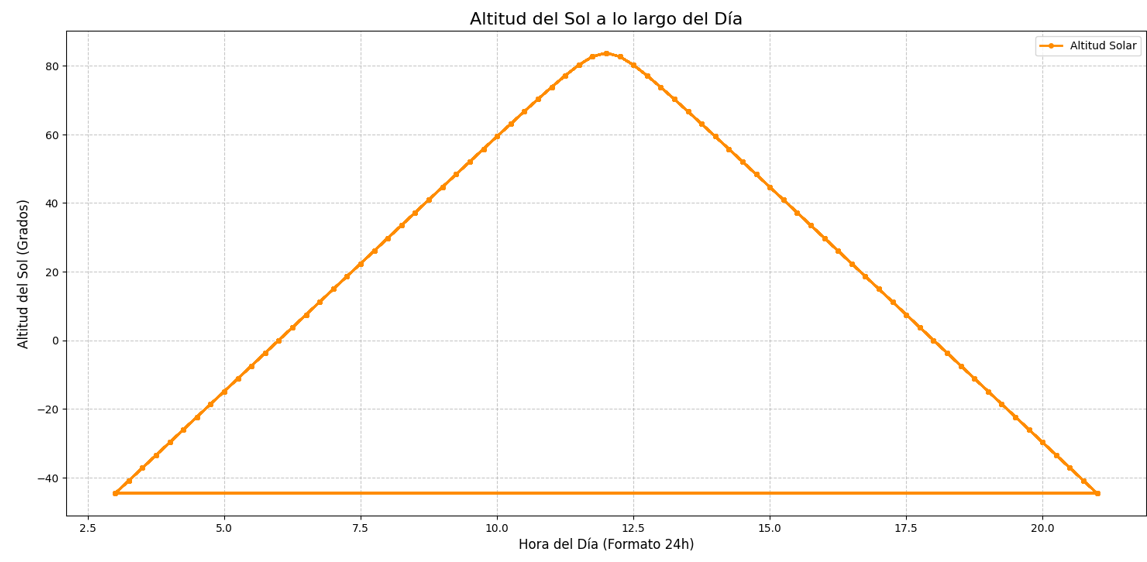 Altitud del Sol a lo largo del Día
Altitud Solar
Altitud del Sol (Grados)
80
60
40
20
0
−20
−40
2.5 5.0 7.5 10.0 12.5 15.0 17.5 20.0
Hora del Día (Formato 24h)